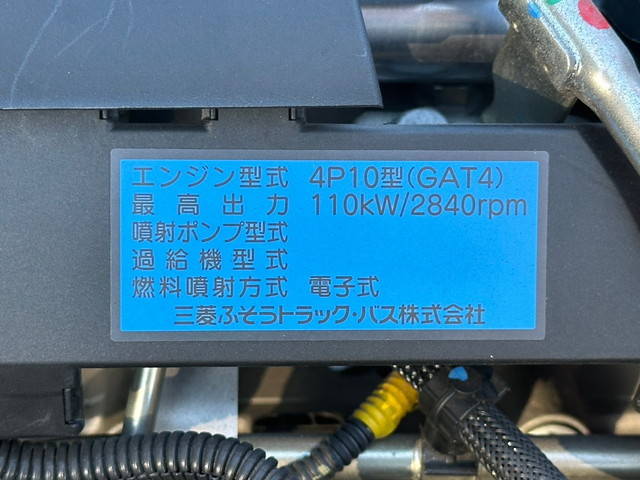 エンジン型式 4P10型(GAT4)
最高出力 110kW/2840rpm
噴射ポンプ型式
過給機型式
燃料噴射方式 電子式
三菱ふそうトラック・バス株式会社